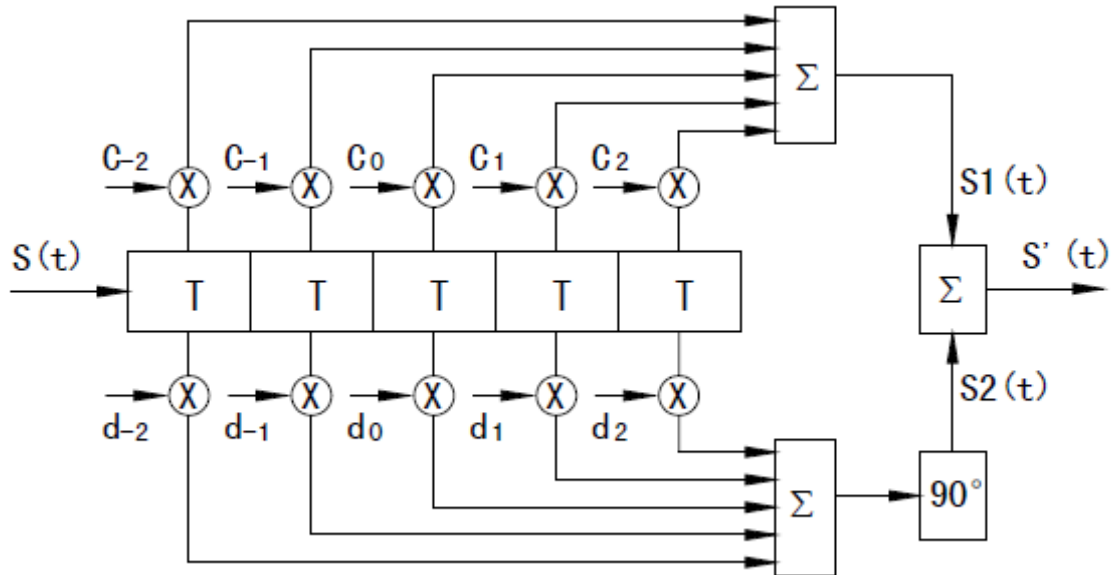 Σ
C-2 C-1 C0 C1 C2
X X X X X
S1(t)
S(t)
T T T T T
Σ
S' (t)
X X X X X
d-2 d-1 d0 d1 d2
S2(t)
Σ
90°